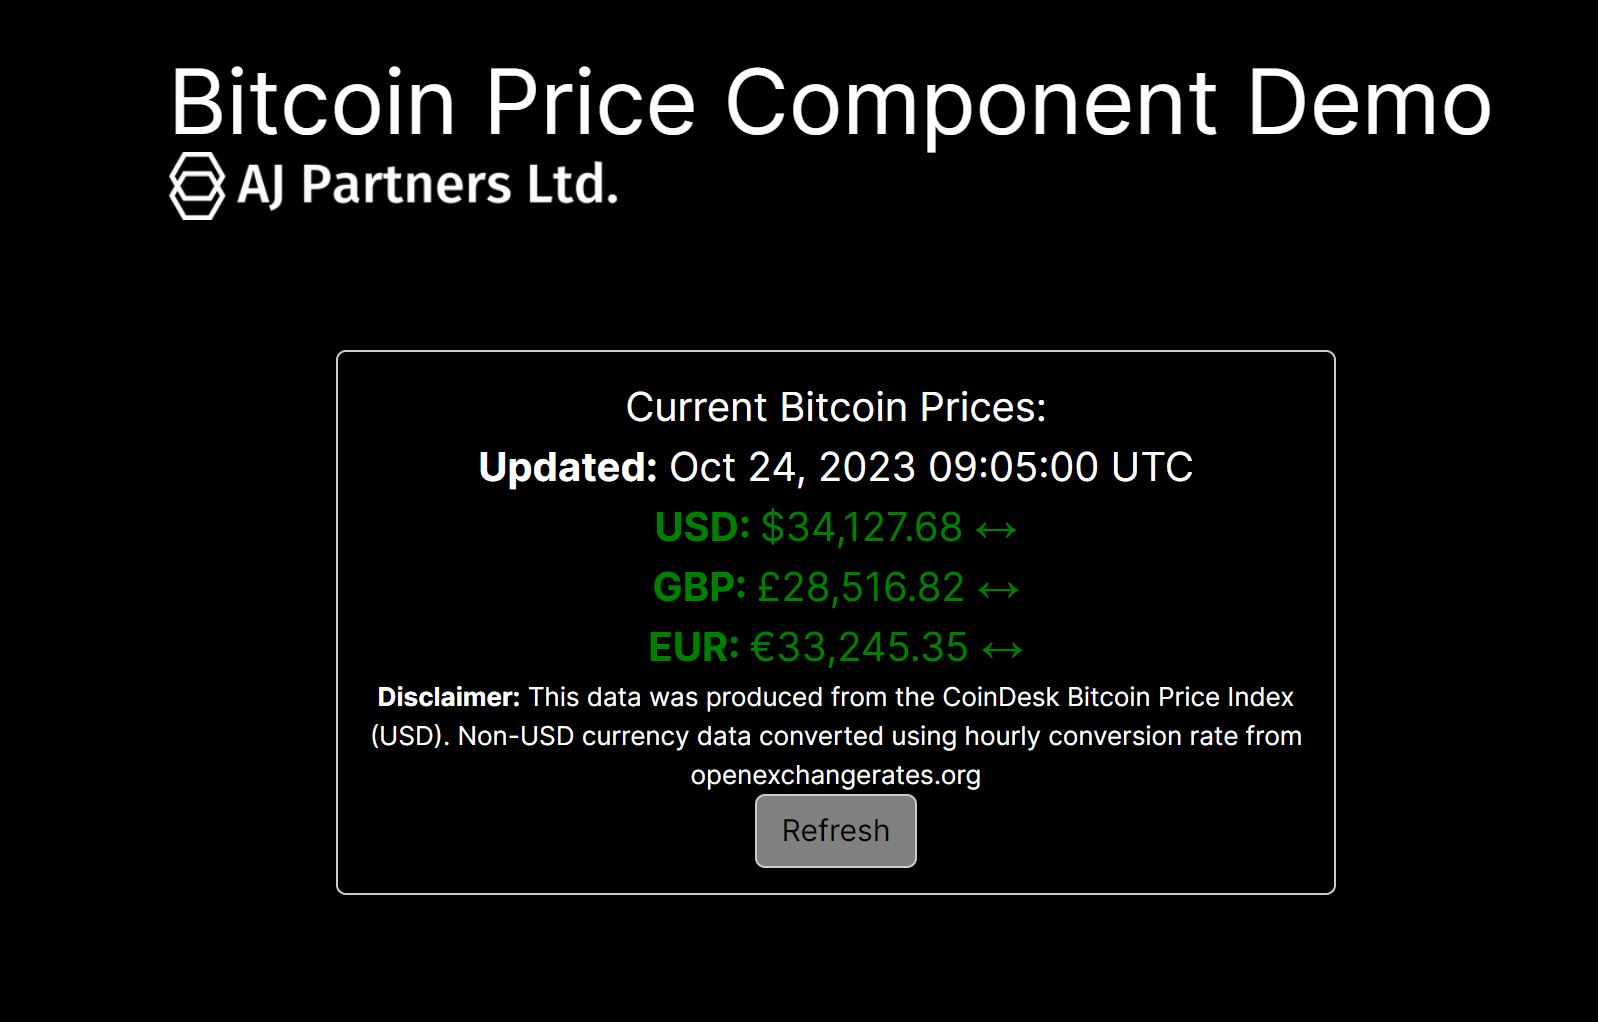 Bitcoin Price Component Demo
AJ Partners Ltd.
Current Bitcoin Prices:
Updated: Oct 24, 2023 09:05:00 UTC
USD: $34,127.68 ↔
GBP: £28,516.82 ↔
EUR: €33,245.35 ↔
Disclaimer: This data was produced from the CoinDesk Bitcoin Price Index
(USD). Non-USD currency data converted using hourly conversion rate from
openexchangerates.org
Refresh